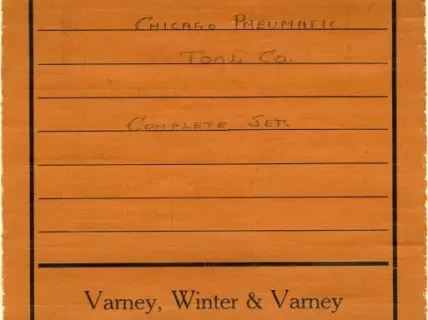 CHICAGO PNEUMATIC
TOOL CO.
COMPLETE SET.
Varney, Winter & Varney